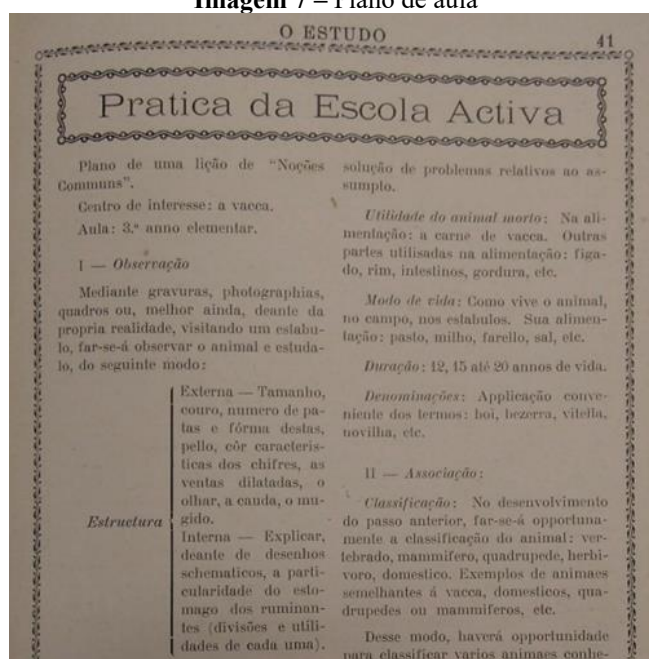 Imagem 7 – Plano de aula
O ESTUDO
41
Pratica da Escola Activa
Plano de uma lição de "Noções
Communs".
Centro de interesse: a vacca.
Aula: 3.º anno elementar.
I — Observação
Mediante gravuras, photographias,
quadros ou, melhor ainda, deante da
propria realidade, visitando um estabu-
lo, far-se-á observar o animal e estuda-
lo, do seguinte modo:
Estructura
Externa — Tamanho,
couro, numero de pa-
tas e fórma destas,
pello, côr caracteris-
ticas dos chifres, as
ventas dilatadas, o
olhar, a cauda, o mu-
gido.
Interna — Explicar,
deante de desenhos
schematicos, a parti-
cularidade do esto-
mago dos ruminan-
tes (divisões e utili-
dades de cada uma).
solução de problemas relativos ao as-
sumpto.
Utilidade do animal morto: Na ali-
mentação: a carne de vacca. Outras
partes utilisadas na alimentação: figa-
do, rim, intestinos, gordura, etc.
Modo de vida: Como vive o animal,
no campo, nos estabulos. Sua alimen-
tação: pasto, milho, farello, sal, etc.
Duração: 12, 15 até 20 annos de vida.
Denominações: Applicação conve-
niente dos termos: boi, bezerra, vitella,
novilha, etc.
II — Associação:
Classificação: No desenvolvimento
do passo anterior, far-se-á opportuna-
mente a classificação do animal: ver-
tebrado, mammifero, quadrupede, herbi-
voro, domestico. Exemplos de animaes
semelhantes á vacca, domesticos, qua-
drupedes ou mammiferos, etc.
Desse modo, haverá opportunidade
para classificar varios animaes conhe-